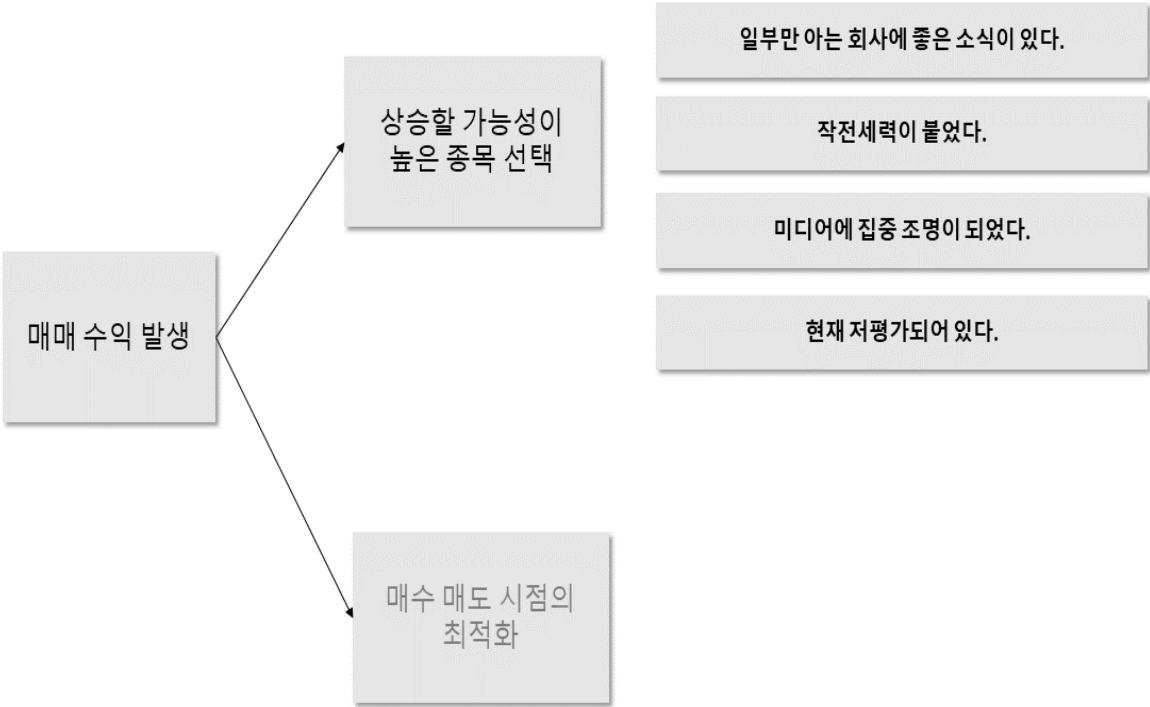 일부만 아는 회사에 좋은 소식이 있다.
상승할 가능성이
높은 종목 선택
작전세력이 붙었다.
미디어에 집중 조명이 되었다.
매매 수익 발생
현재 저평가되어 있다.
매수 매도 시점의
최적화